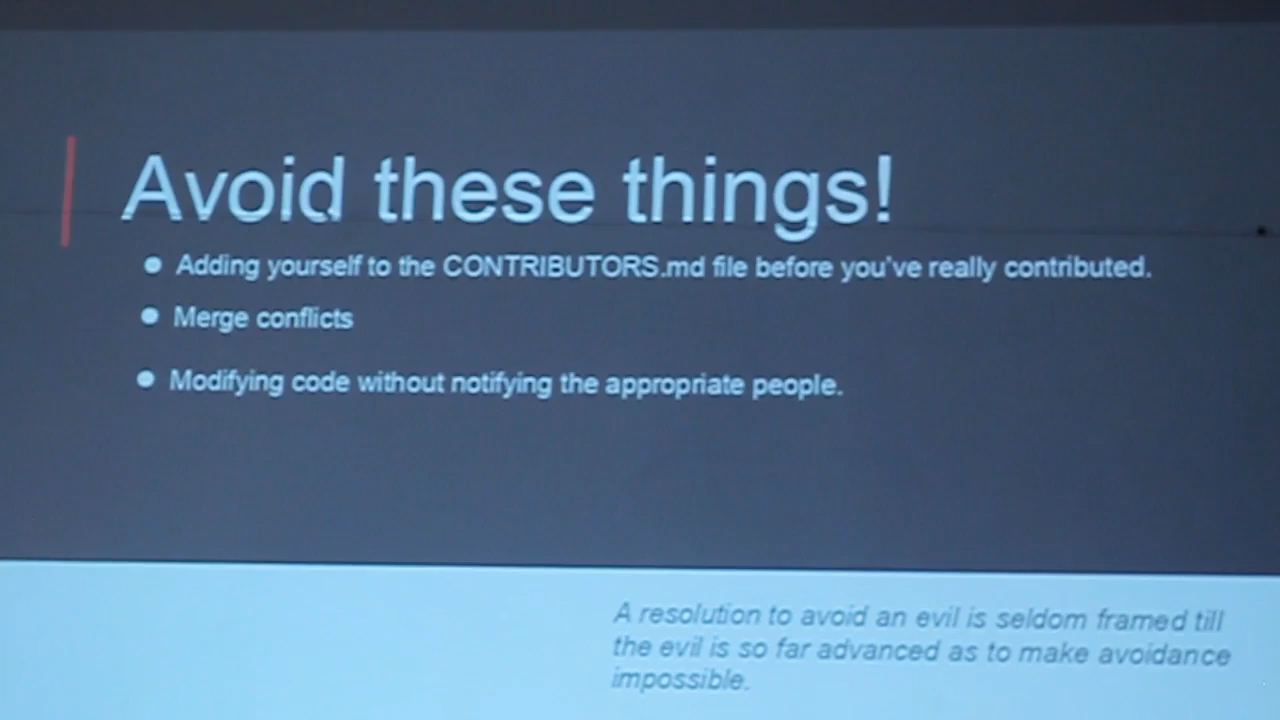 Avoid these things!
Adding yourself to the CONTRIBUTORS.md file before you've really contributed.
Merge conflicts
Modifying code without notifying the appropriate people.
A resolution to avoid an evil is seldom framed till
the evil is so far advanced as to make avoidance
impossible.